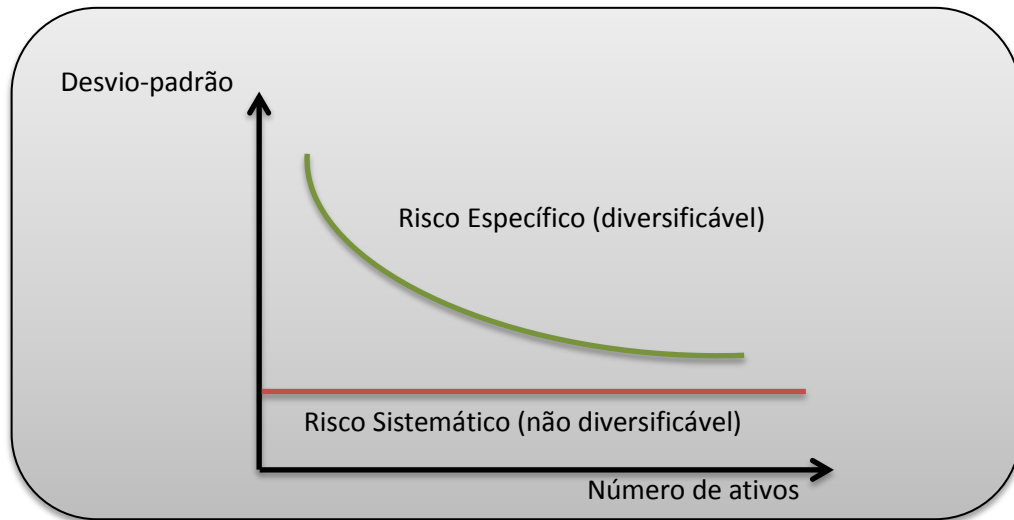 Desvio-padrão
Risco Específico (diversificável)
Risco Sistemático (não diversificável)
Número de ativos